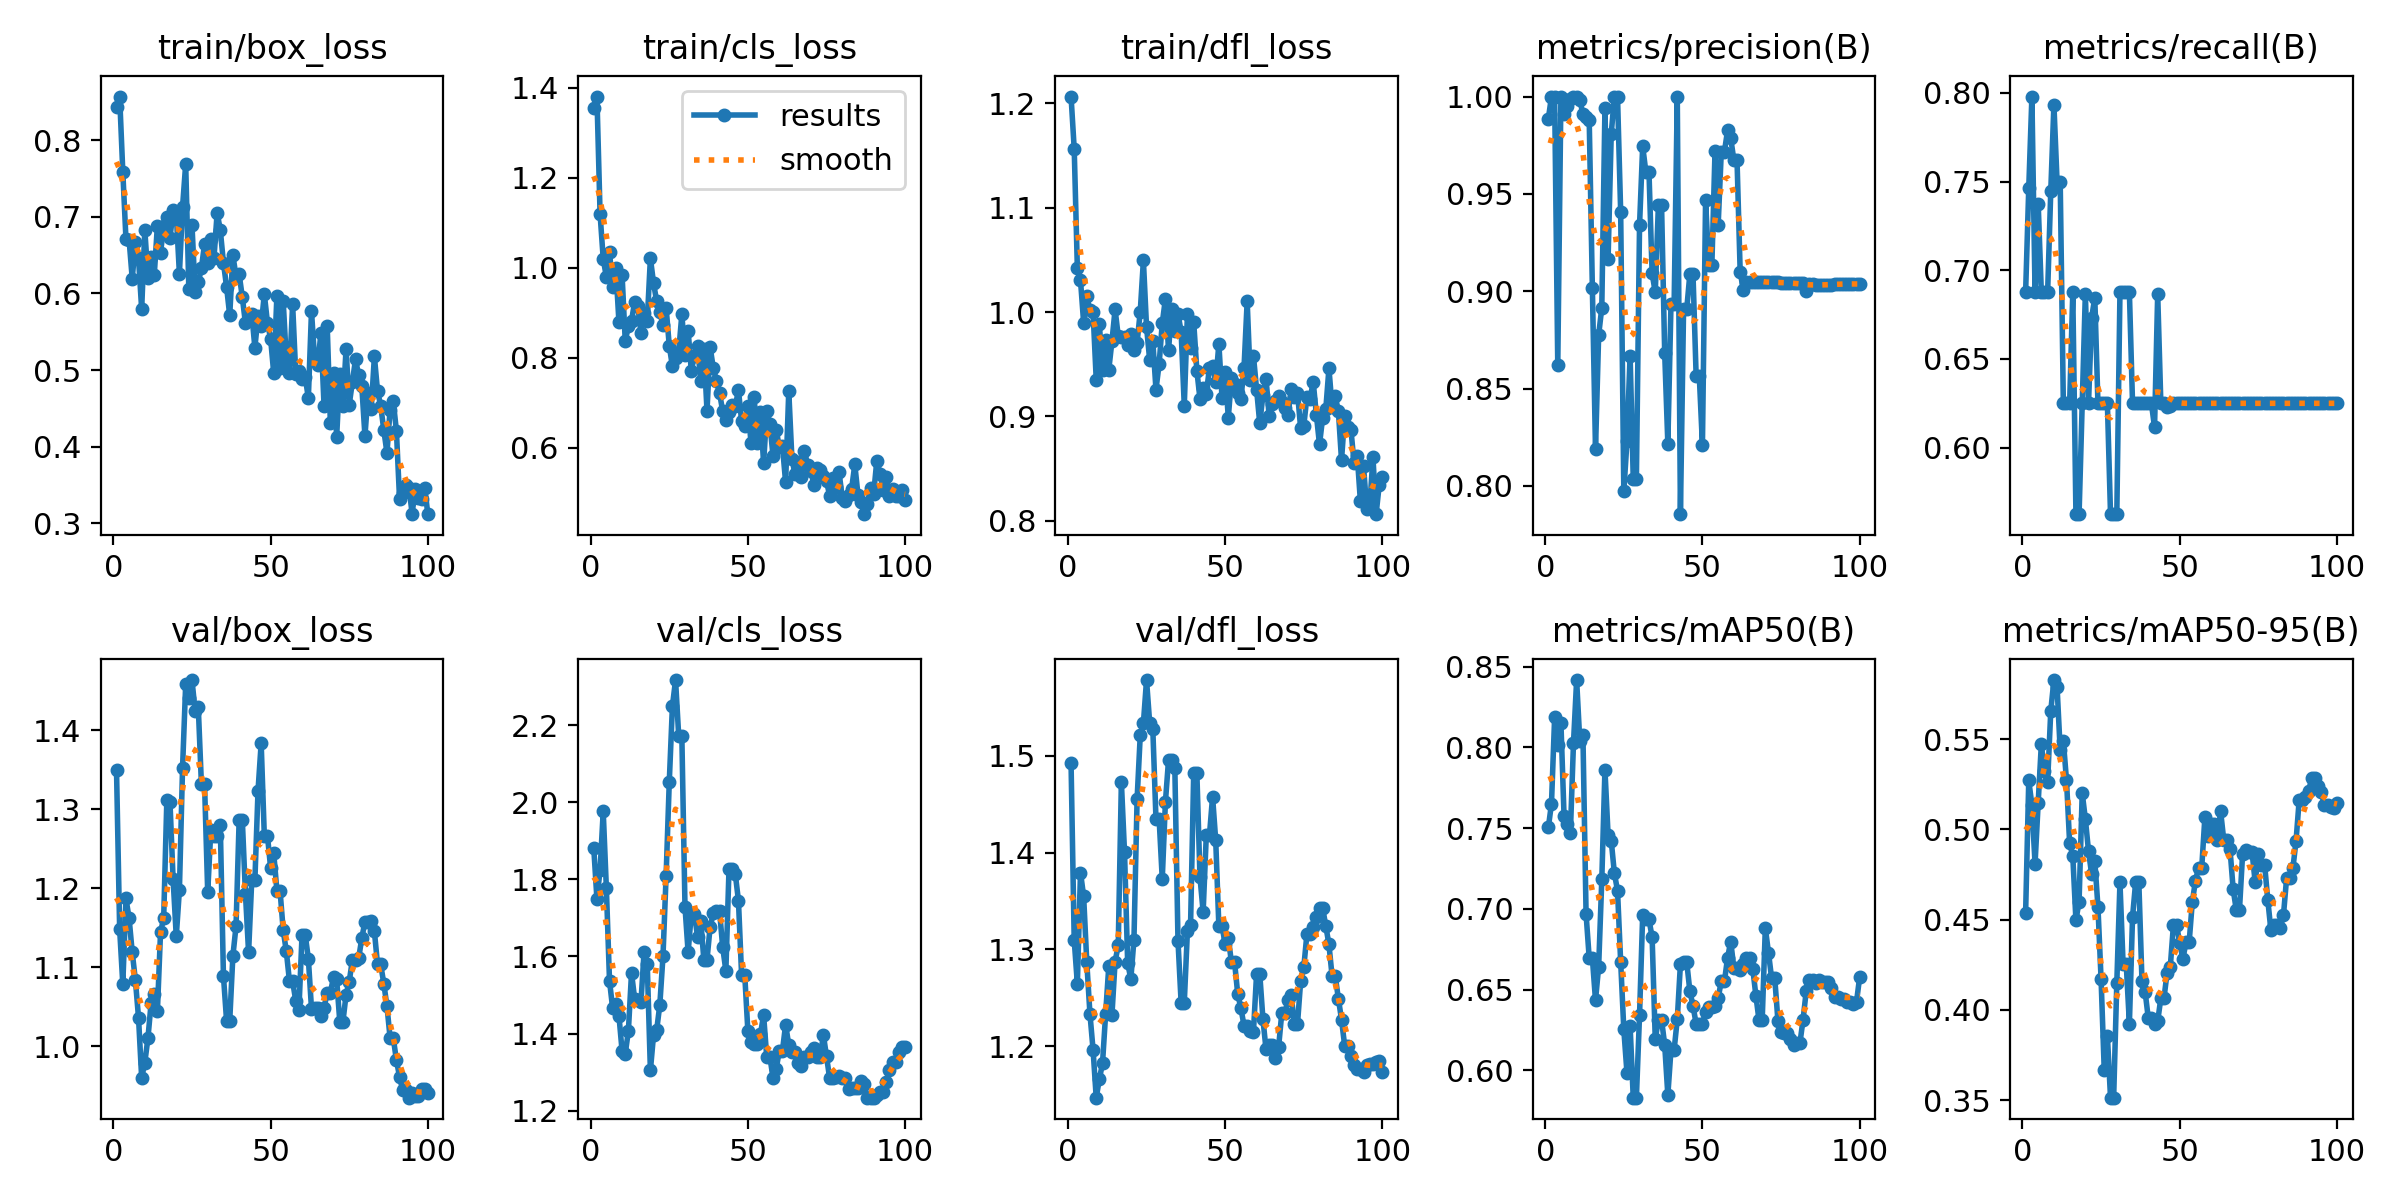 train/box_loss
0.8
0.7
0.6
0.5
0.4
0.3
0 50 100
train/cls_loss
1.4
1.2
1.0
0.8
0.6
0 50 100
results
smooth
train/dfl_loss
1.2
1.1
1.0
0.9
0.8
0 50 100
metrics/precision(B)
1.00
0.95
0.90
0.85
0.80
0 50 100
metrics/recall(B)
0.80
0.75
0.70
0.65
0.60
0 50 100
val/box_loss
1.4
1.3
1.2
1.1
1.0
0 50 100
val/cls_loss
2.2
2.0
1.8
1.6
1.4
1.2
0 50 100
val/dfl_loss
1.5
1.4
1.3
1.2
0 50 100
metrics/mAP50(B)
0.85
0.80
0.75
0.70
0.65
0.60
0 50 100
metrics/mAP50-95(B)
0.55
0.50
0.45
0.40
0.35
0 50 100